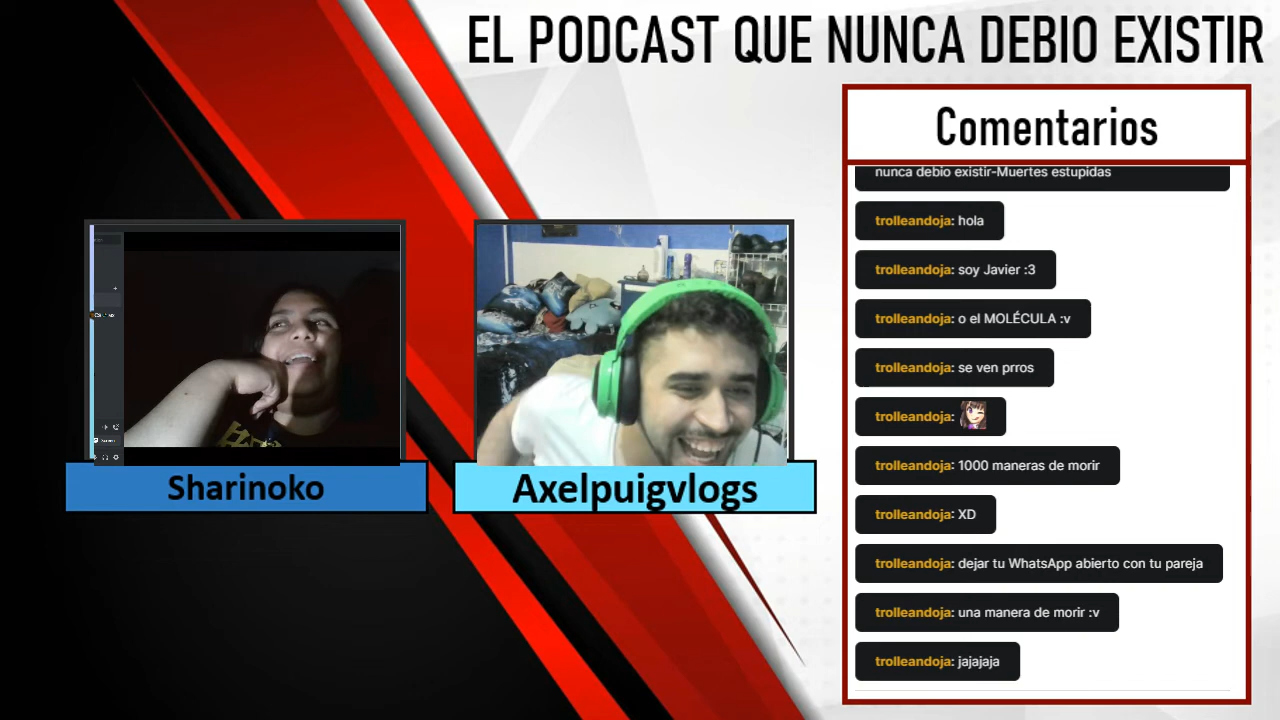 EL PODCAST QUE NUNCA DEBIO EXISTIR
Comentarios
nunca debio existir-Muertes estupidas
trolleandoja: hola
trolleandoja: soy Javier :3
trolleandoja: o el MOLÉCULA :v
trolleandoja: se ven prros
trolleandoja:
trolleandoja: 1000 maneras de morir
trolleandoja: XD
trolleandoja: dejar tu WhatsApp abierto con tu pareja
trolleandoja: una manera de morir :v
trolleandoja: jajajaja
Sharinoko
Axelpuigvlogs